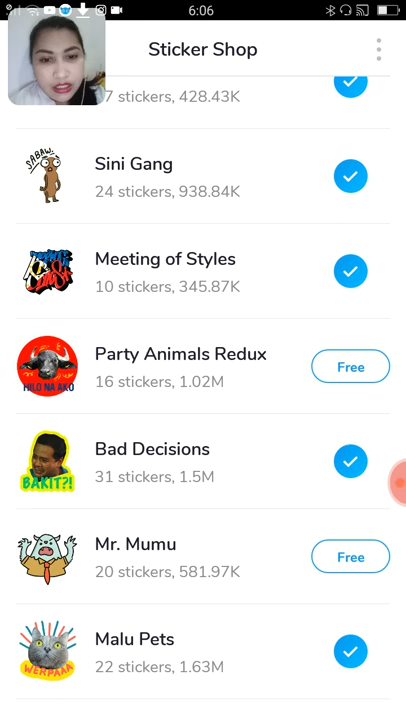 6:06
Sticker Shop
7 stickers, 428.43K
SABAW
Sini Gang
24 stickers, 938.84K
Meeting of Styles
10 stickers, 345.87K
Party Animals Redux
16 stickers, 1.02M
HILO NA AKO
Free
Bad Decisions
31 stickers, 1.5M
BAKIT?!
Mr. Mumu
20 stickers, 581.97K
Free
Malu Pets
22 stickers, 1.63M
WERPAAA